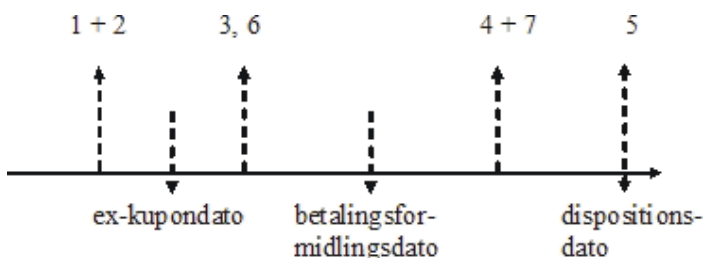 1 + 2 3, 6 4 + 7 5
ex-kupondato betalingsfor- dispositions-
midlingsdato dato